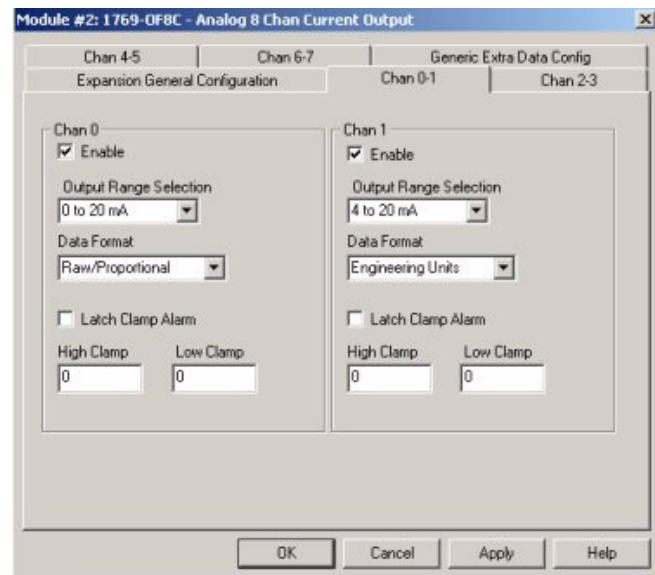 Module #2: 1769-OF8C - Analog 8 Chan Current Output
Chan 4-5 Chan 6-7 Generic Extra Data Config
Expansion General Configuration Chan 0-1 Chan 2-3
Chan 0
Enable
Output Range Selection
0 to 20 mA
Data Format
Raw/Proportional
Latch Clamp Alarm
High Clamp Low Clamp
0 0
Chan 1
Enable
Output Range Selection
4 to 20 mA
Data Format
Engineering Units
Latch Clamp Alarm
High Clamp Low Clamp
0 0
OK Cancel Apply Help